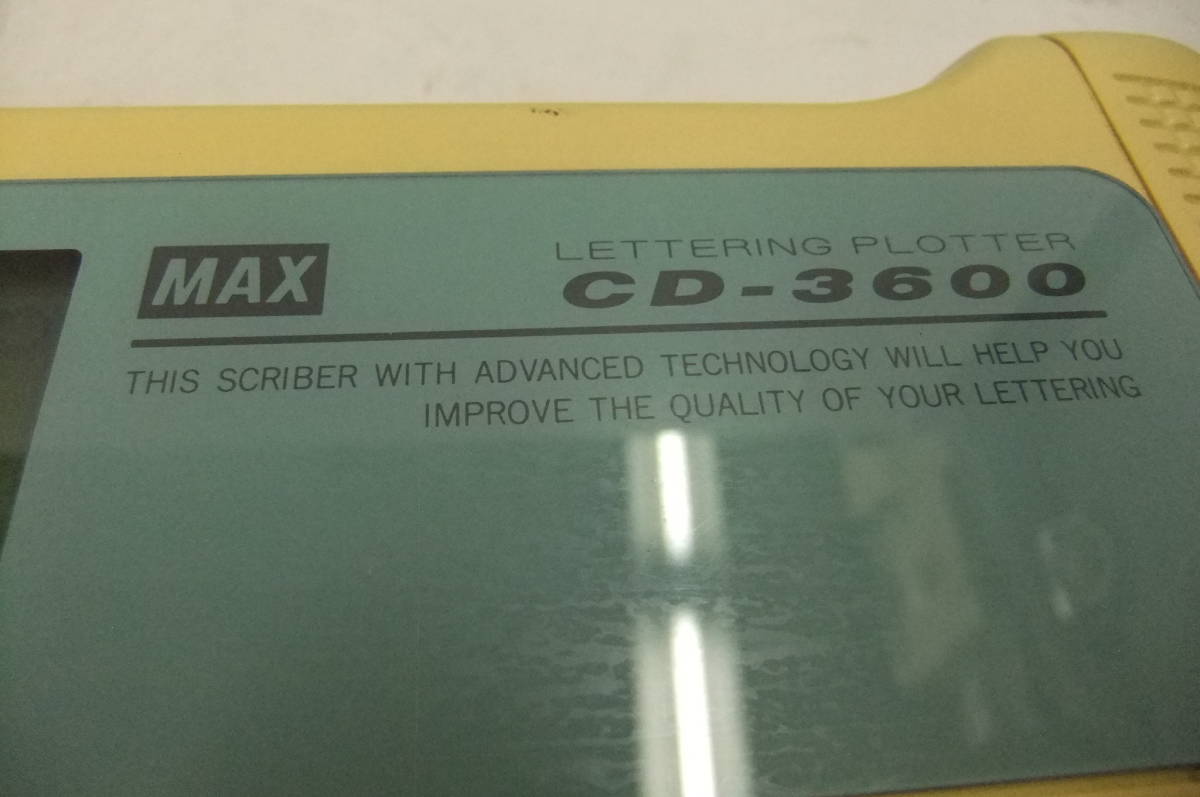 MAX
LETTERING PLOTTER
CD-3600
THIS SCRIBER WITH ADVANCED TECHNOLOGY WILL HELP YOU
IMPROVE THE QUALITY OF YOUR LETTERING